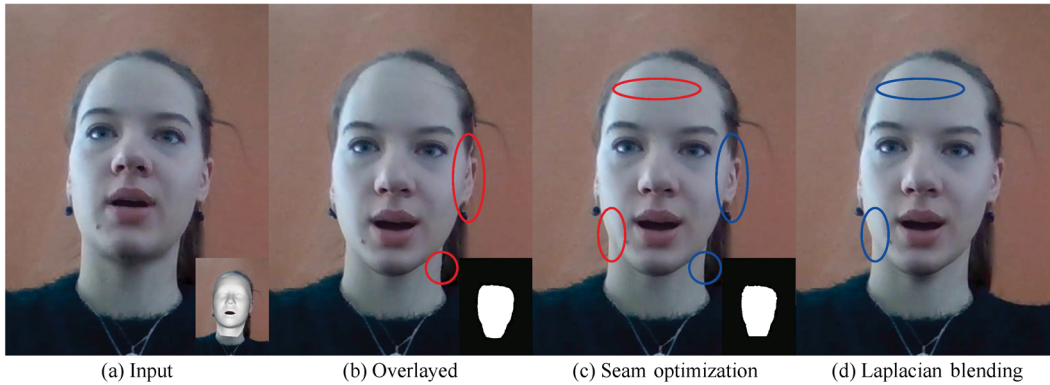 (a) Input
(b) Overlayed
(c) Seam optimization
(d) Laplacian blending